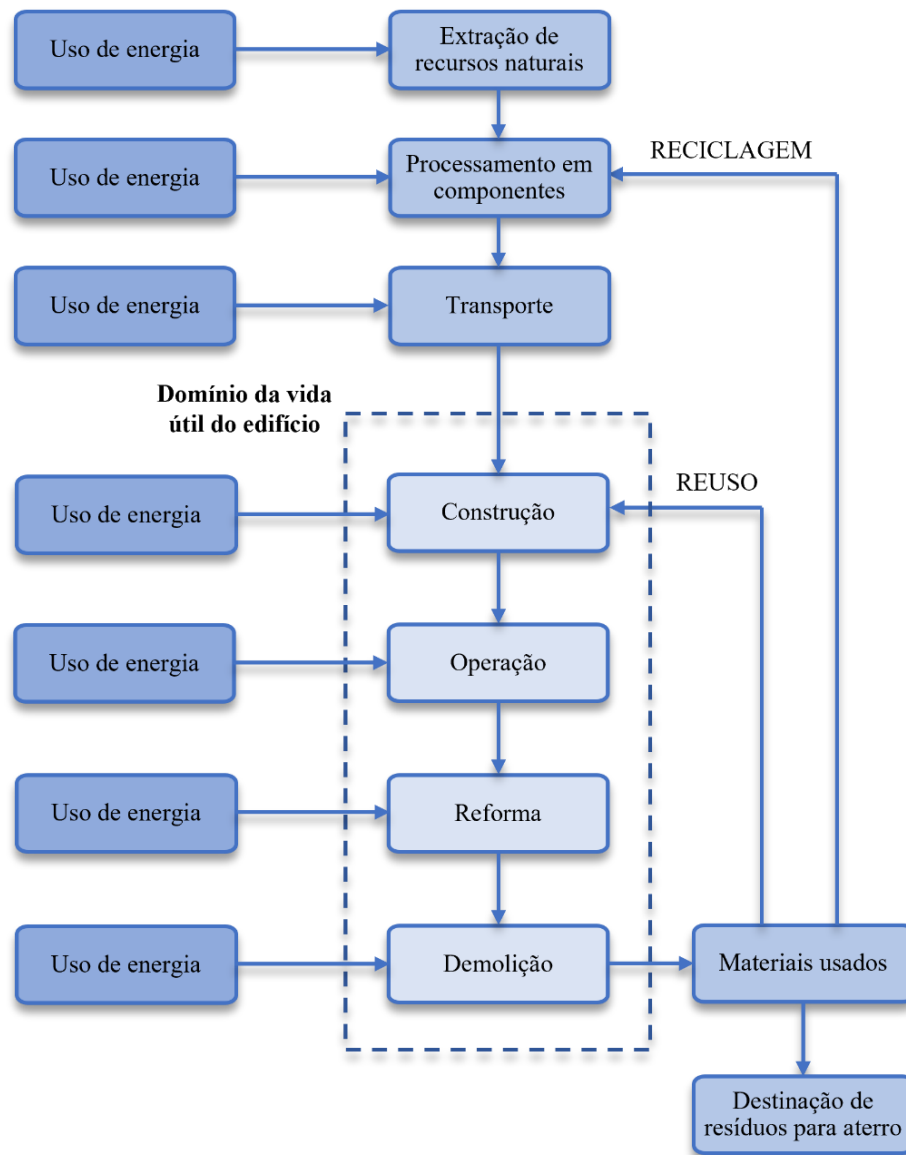 Uso de energia
Extração de
recursos naturais
Uso de energia
Processamento em
componentes
RECICLAGEM
Uso de energia
Transporte
Domínio da vida
útil do edifício
Uso de energia
Construção
REUSO
Uso de energia
Operação
Uso de energia
Reforma
Uso de energia
Demolição
Materiais usados
Destinação de
resíduos para aterro